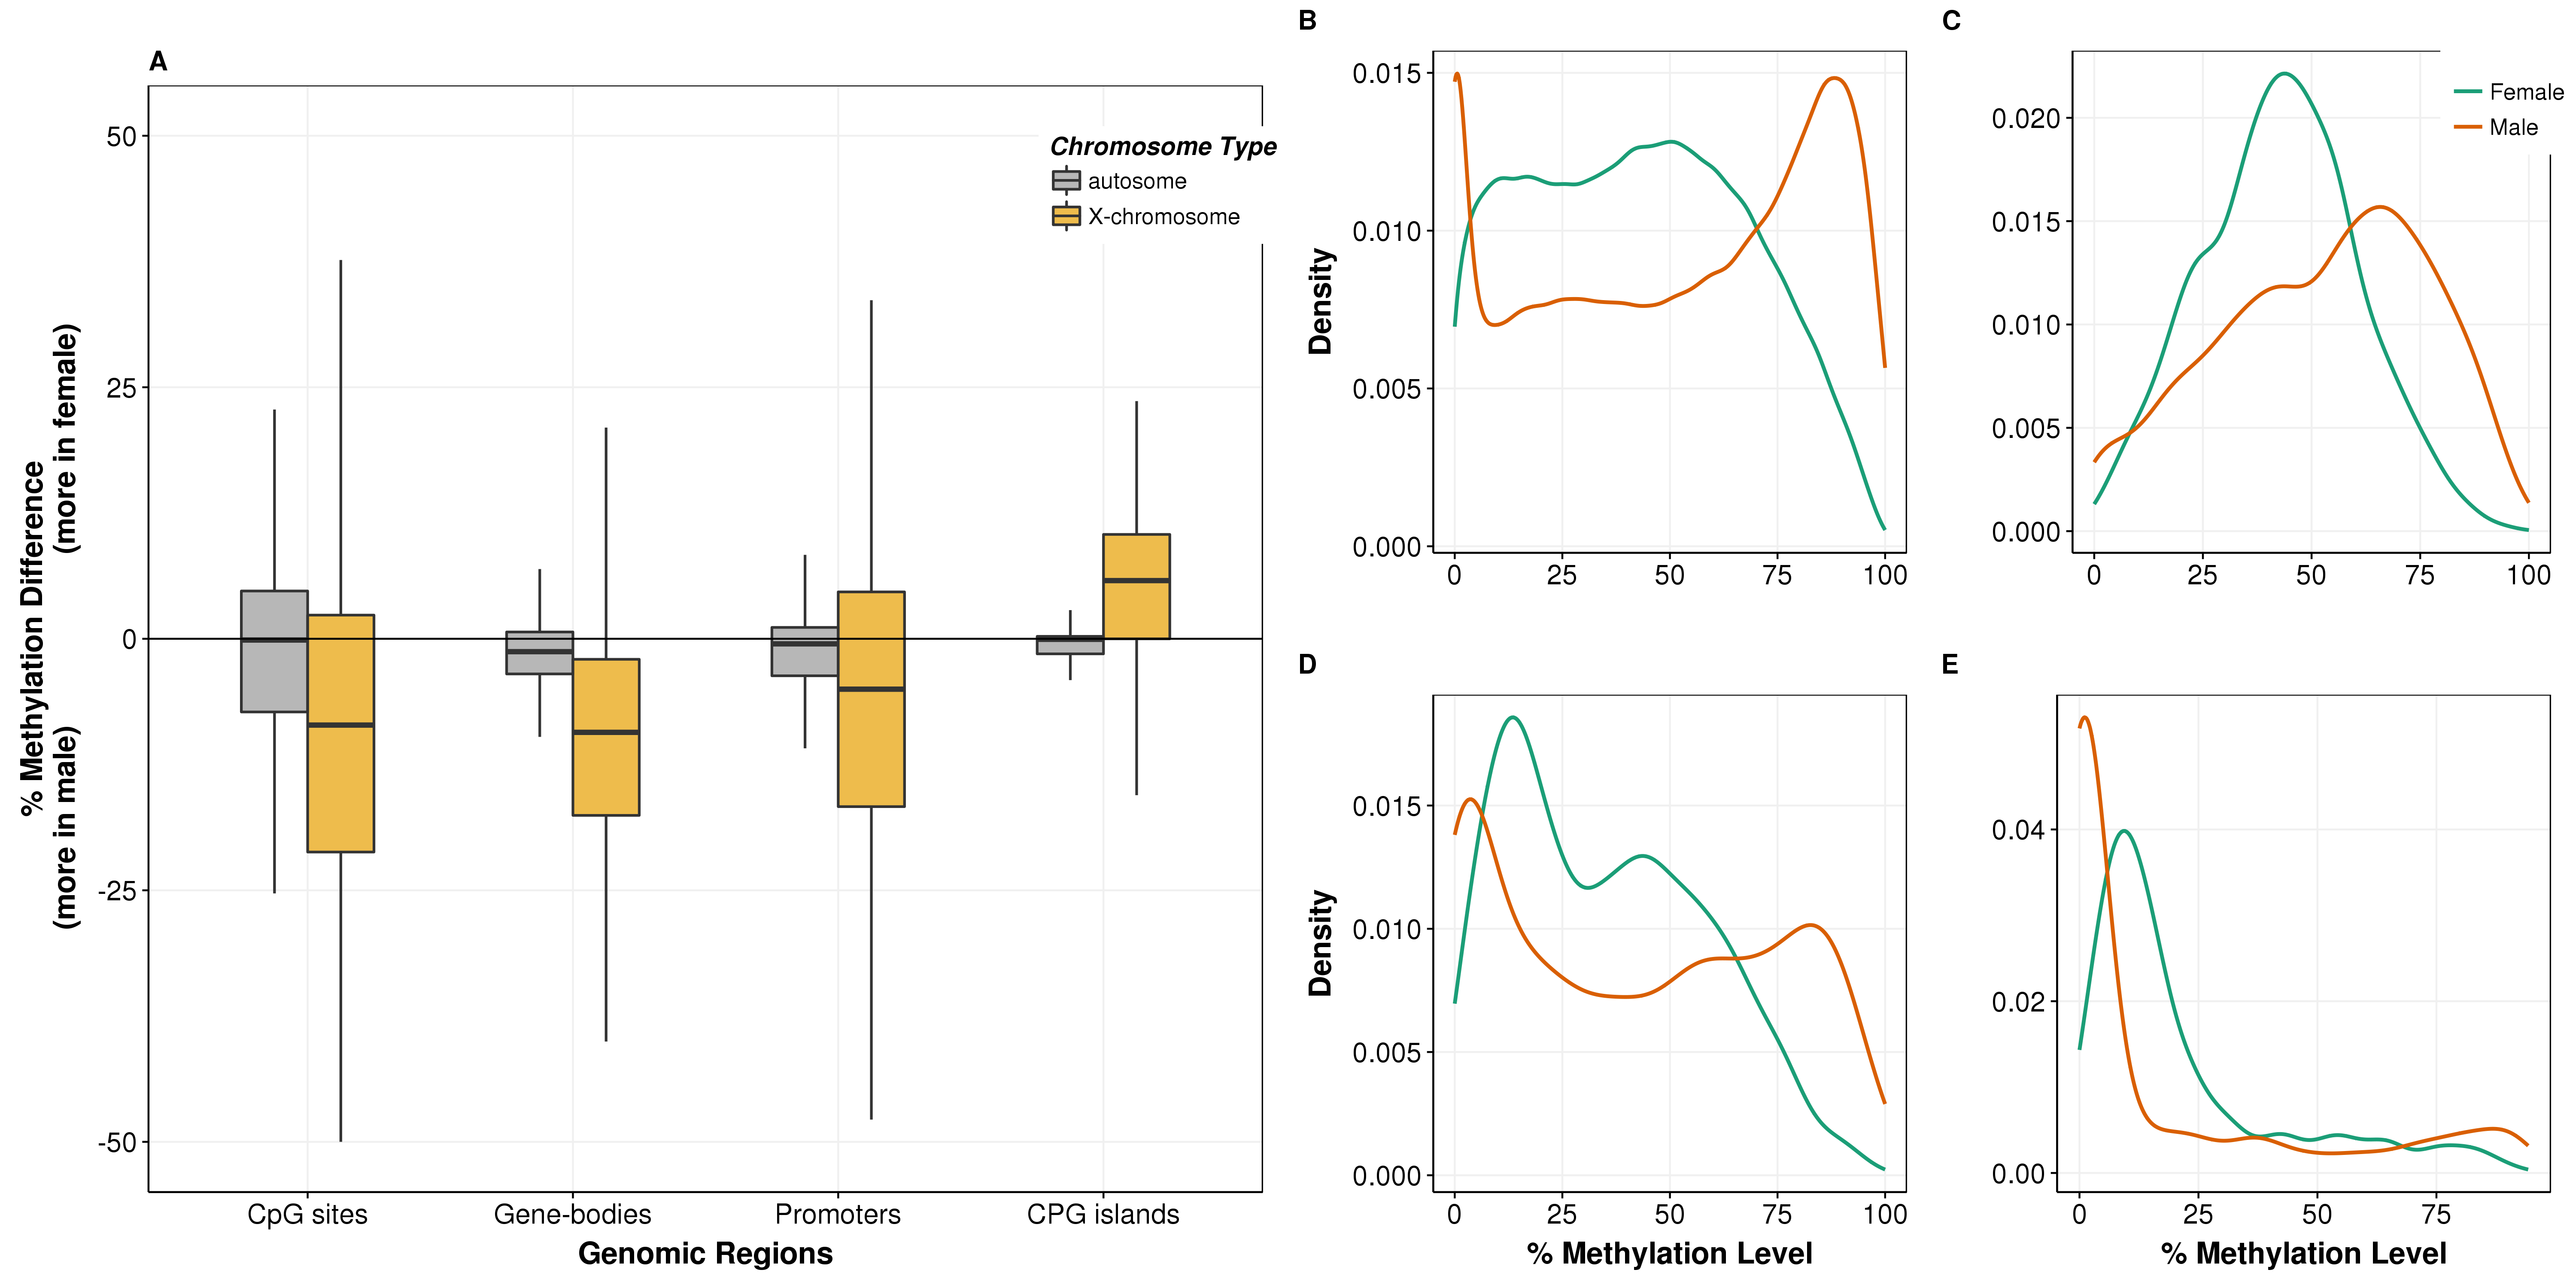 A
50
25
0
-25
-50
% Methylation Difference
(more in male)
(more in female)
Chromosome Type
autosome
X-chromosome
CpG sites
Gene-bodies
Promoters
CPG islands
Genomic Regions
B
0.015
0.010
0.005
0.000
Density
0
25
50
75
100
C
0.020
0.015
0.010
0.005
0.000
Female
Male
0
25
50
75
100
D
0.015
0.010
0.005
0.000
Density
0
25
50
75
100
% Methylation Level
E
0.04
0.02
0.00
0
25
50
75
% Methylation Level